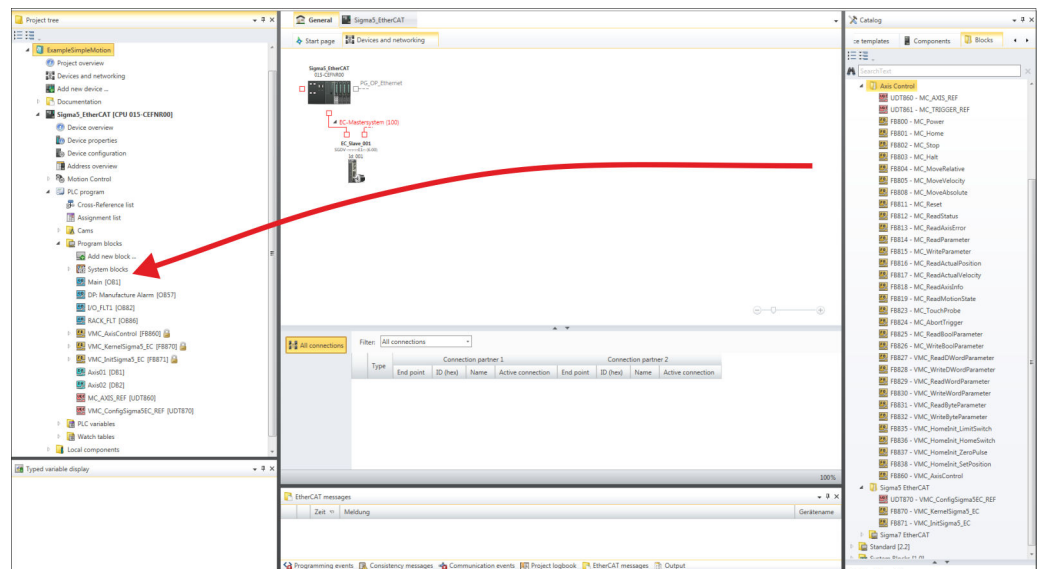 Project tree
ExampleSimpleMotion
Project overview
Devices and networking
Add new device ...
Documentation
Sigma5_EtherCAT [CPU 015-CEFNR00]
Device overview
Device properties
Device configuration
Address overview
Motion Control
PLC program
Cross-Reference list
Assignment list
Cams
Program blocks
Add new block ...
System blocks
Main [OB1]
DP: Manufacture Alarm [OB57]
I/O_FLT1 [OB82]
RACK_FLT [OB86]
VMC_AxisControl [FB860]
VMC_KernelSigma5_EC [FB870]
VMC_InitSigma5_EC [FB871]
Axis01 [DB1]
Axis02 [DB2]
MC_AXIS_REF [UDT860]
VMC_ConfigSigma5EC_REF [UDT870]
PLC variables
Watch tables
Local components
Typed variable display
General Sigma5_EtherCAT
Start page Devices and networking
Sigma5_EtherCAT
015-CEFNR00
PG_OP_Ethernet
EC-Mastersystem (100)
EC_Slave_001
All connections
Filter: All connections
Type Connection partner 1 Connection partner 2
End point ID (hex) Name Active connection End point ID (hex) Name Active connection
100%
EtherCAT messages
Zeit Meldung Gerätename
Programming events Consistency messages Communication events Project logbook EtherCAT messages Output
Catalog
ce templates Components Blocks
SearchText
Axis Control
UDT860 - MC_AXIS_REF
UDT861 - MC_TRIGGER_REF
FB800 - MC_Power
FB801 - MC_Home
FB802 - MC_Stop
FB803 - MC_Halt
FB804 - MC_MoveRelative
FB805 - MC_MoveVelocity
FB808 - MC_MoveAbsolute
FB811 - MC_Reset
FB812 - MC_ReadStatus
FB813 - MC_ReadAxisError
FB814 - MC_ReadParameter
FB815 - MC_WriteParameter
FB816 - MC_ReadActualPosition
FB817 - MC_ReadActualVelocity
FB818 - MC_ReadAxisInfo
FB819 - MC_ReadMotionState
FB823 - MC_TouchProbe
FB824 - MC_AbortTrigger
FB825 - MC_ReadBoolParameter
FB826 - MC_WriteBoolParameter
FB827 - VMC_ReadDWordParameter
FB828 - VMC_WriteDWordParameter
FB829 - VMC_ReadWordParameter
FB830 - VMC_WriteWordParameter
FB831 - VMC_ReadByteParameter
FB832 - VMC_WriteByteParameter
FB835 - VMC_HomeInit_LimitSwitch
FB836 - VMC_HomeInit_HomeSwitch
FB837 - VMC_HomeInit_ZeroPulse
FB838 - VMC_HomeInit_SetPosition
FB860 - VMC_AxisControl
Sigma5 EtherCAT
UDT870 - VMC_ConfigSigma5EC_REF
FB870 - VMC_KernelSigma5_EC
FB871 - VMC_InitSigma5_EC
Sigma7 EtherCAT
Standard [2.2]